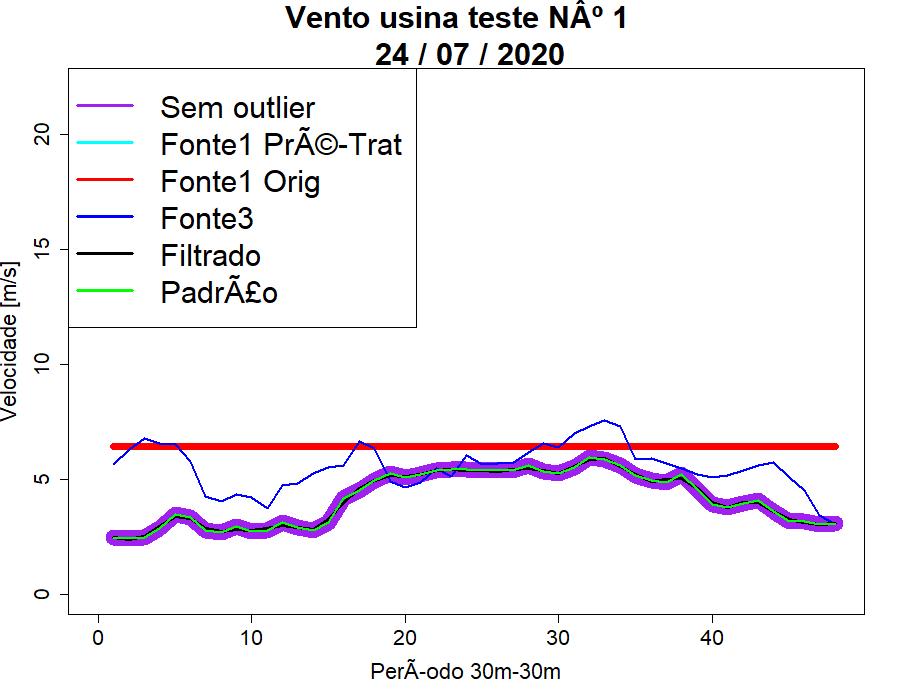 Vento usina teste NÂº 1
24 / 07 / 2020
Sem outlier
Fonte1 PrÃ©-Trat
Fonte1 Orig
Fonte3
Filtrado
PadrÃ£o
Velocidade [m/s]
20
15
10
5
0
0 10 20 30 40
PerÃ-odo 30m-30m